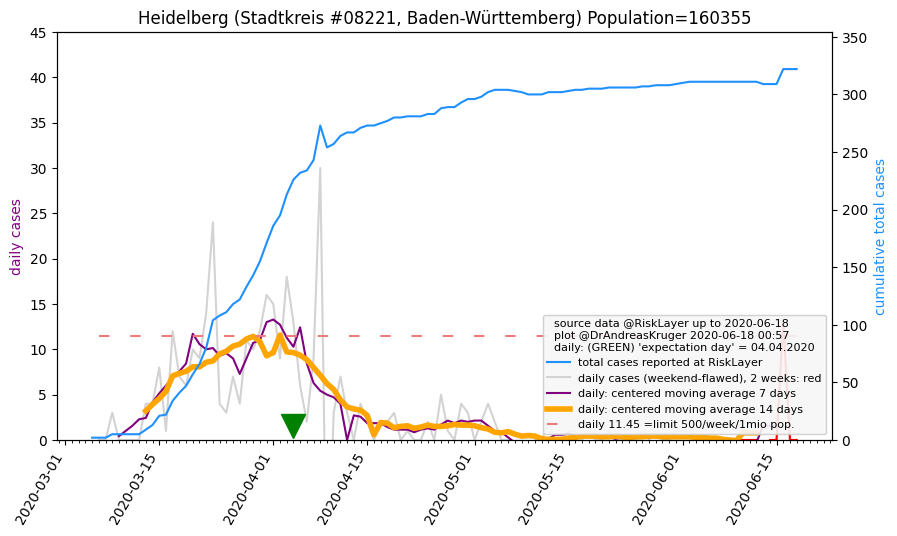 Heidelberg (Stadtkreis #08221, Baden-Württemberg) Population=160355
45
40
35
30
25
20
15
10
5
0
daily cases
350
300
250
200
150
100
50
0
cumulative total cases
source data @RiskLayer up to 2020-06-18
plot @DrAndreasKruger 2020-06-18 00:57
daily: (GREEN) 'expectation day' = 04.04.2020
total cases reported at RiskLayer
daily cases (weekend-flawed), 2 weeks: red
daily: centered moving average 7 days
daily: centered moving average 14 days
daily 11.45 =limit 500/week/1mio pop.
2020-03-01
2020-03-15
2020-04-01
2020-04-15
2020-05-01
2020-05-15
2020-06-01
2020-06-15